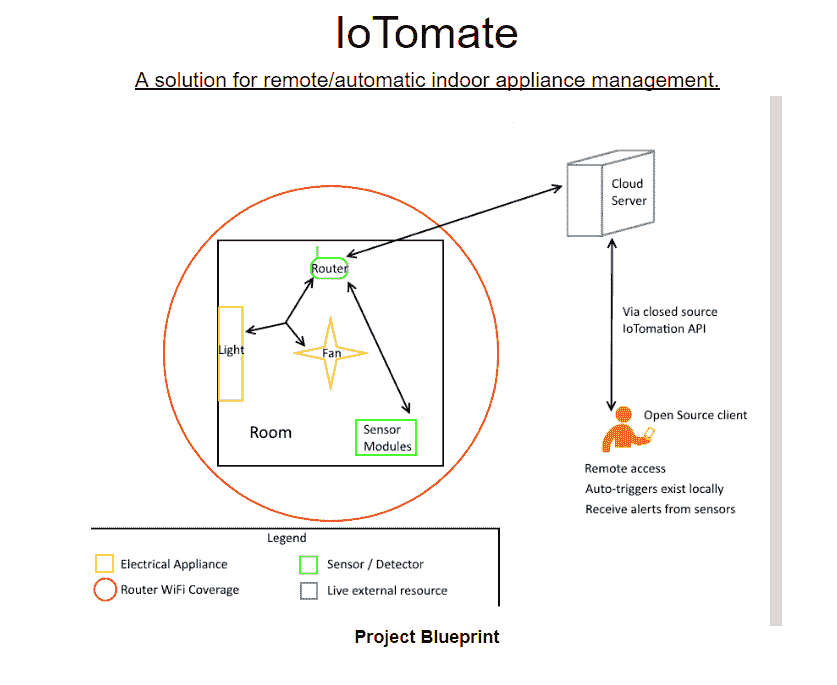 IoTomate
A solution for remote/automatic indoor appliance management.
Cloud
Server
Router
Via closed source
IoTomation API
Light
Fan
Open Source client
Sensor
Modules
Room
Remote access
Auto-triggers exist locally
Receive alerts from sensors
Legend
Electrical Appliance
Sensor / Detector
Router WiFi Coverage
Live external resource
Project Blueprint